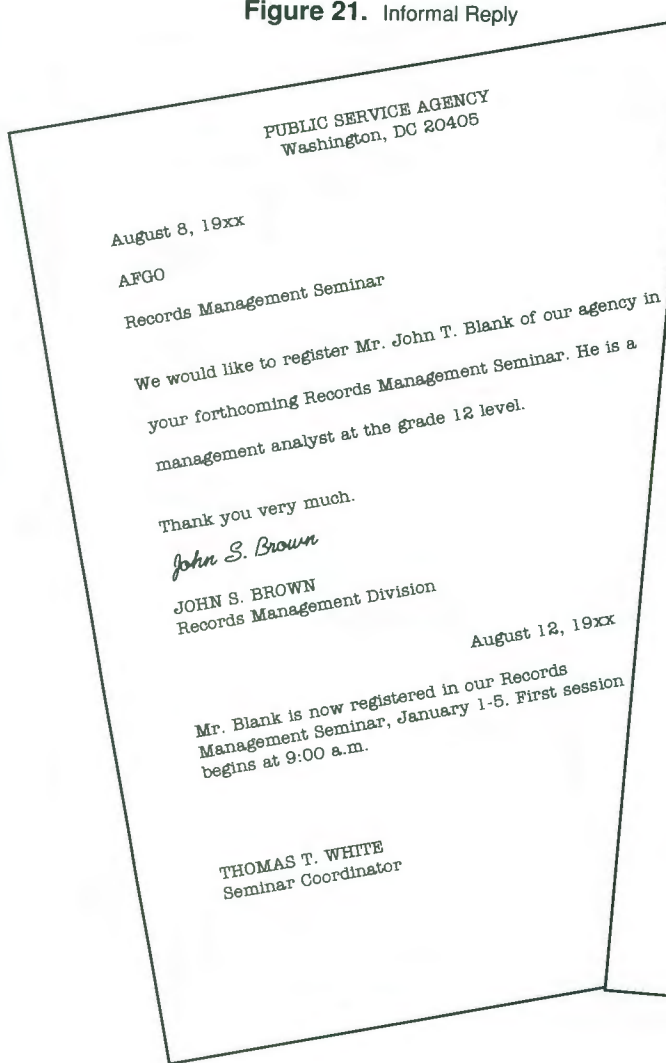 Figure 21. Informal Reply
PUBLIC SERVICE AGENCY
Washington, DC 20405
August 8, 19xx
AFGO
Records Management Seminar
We would like to register Mr. John T. Blank of our agency in
your forthcoming Records Management Seminar. He is a
management analyst at the grade 12 level.
Thank you very much.
John S. Brown
JOHN S. BROWN
Records Management Division
August 12, 19xx
Mr. Blank is now registered in our Records
Management Seminar, January 1-5. First session
begins at 9:00 a.m.
THOMAS T. WHITE
Seminar Coordinator